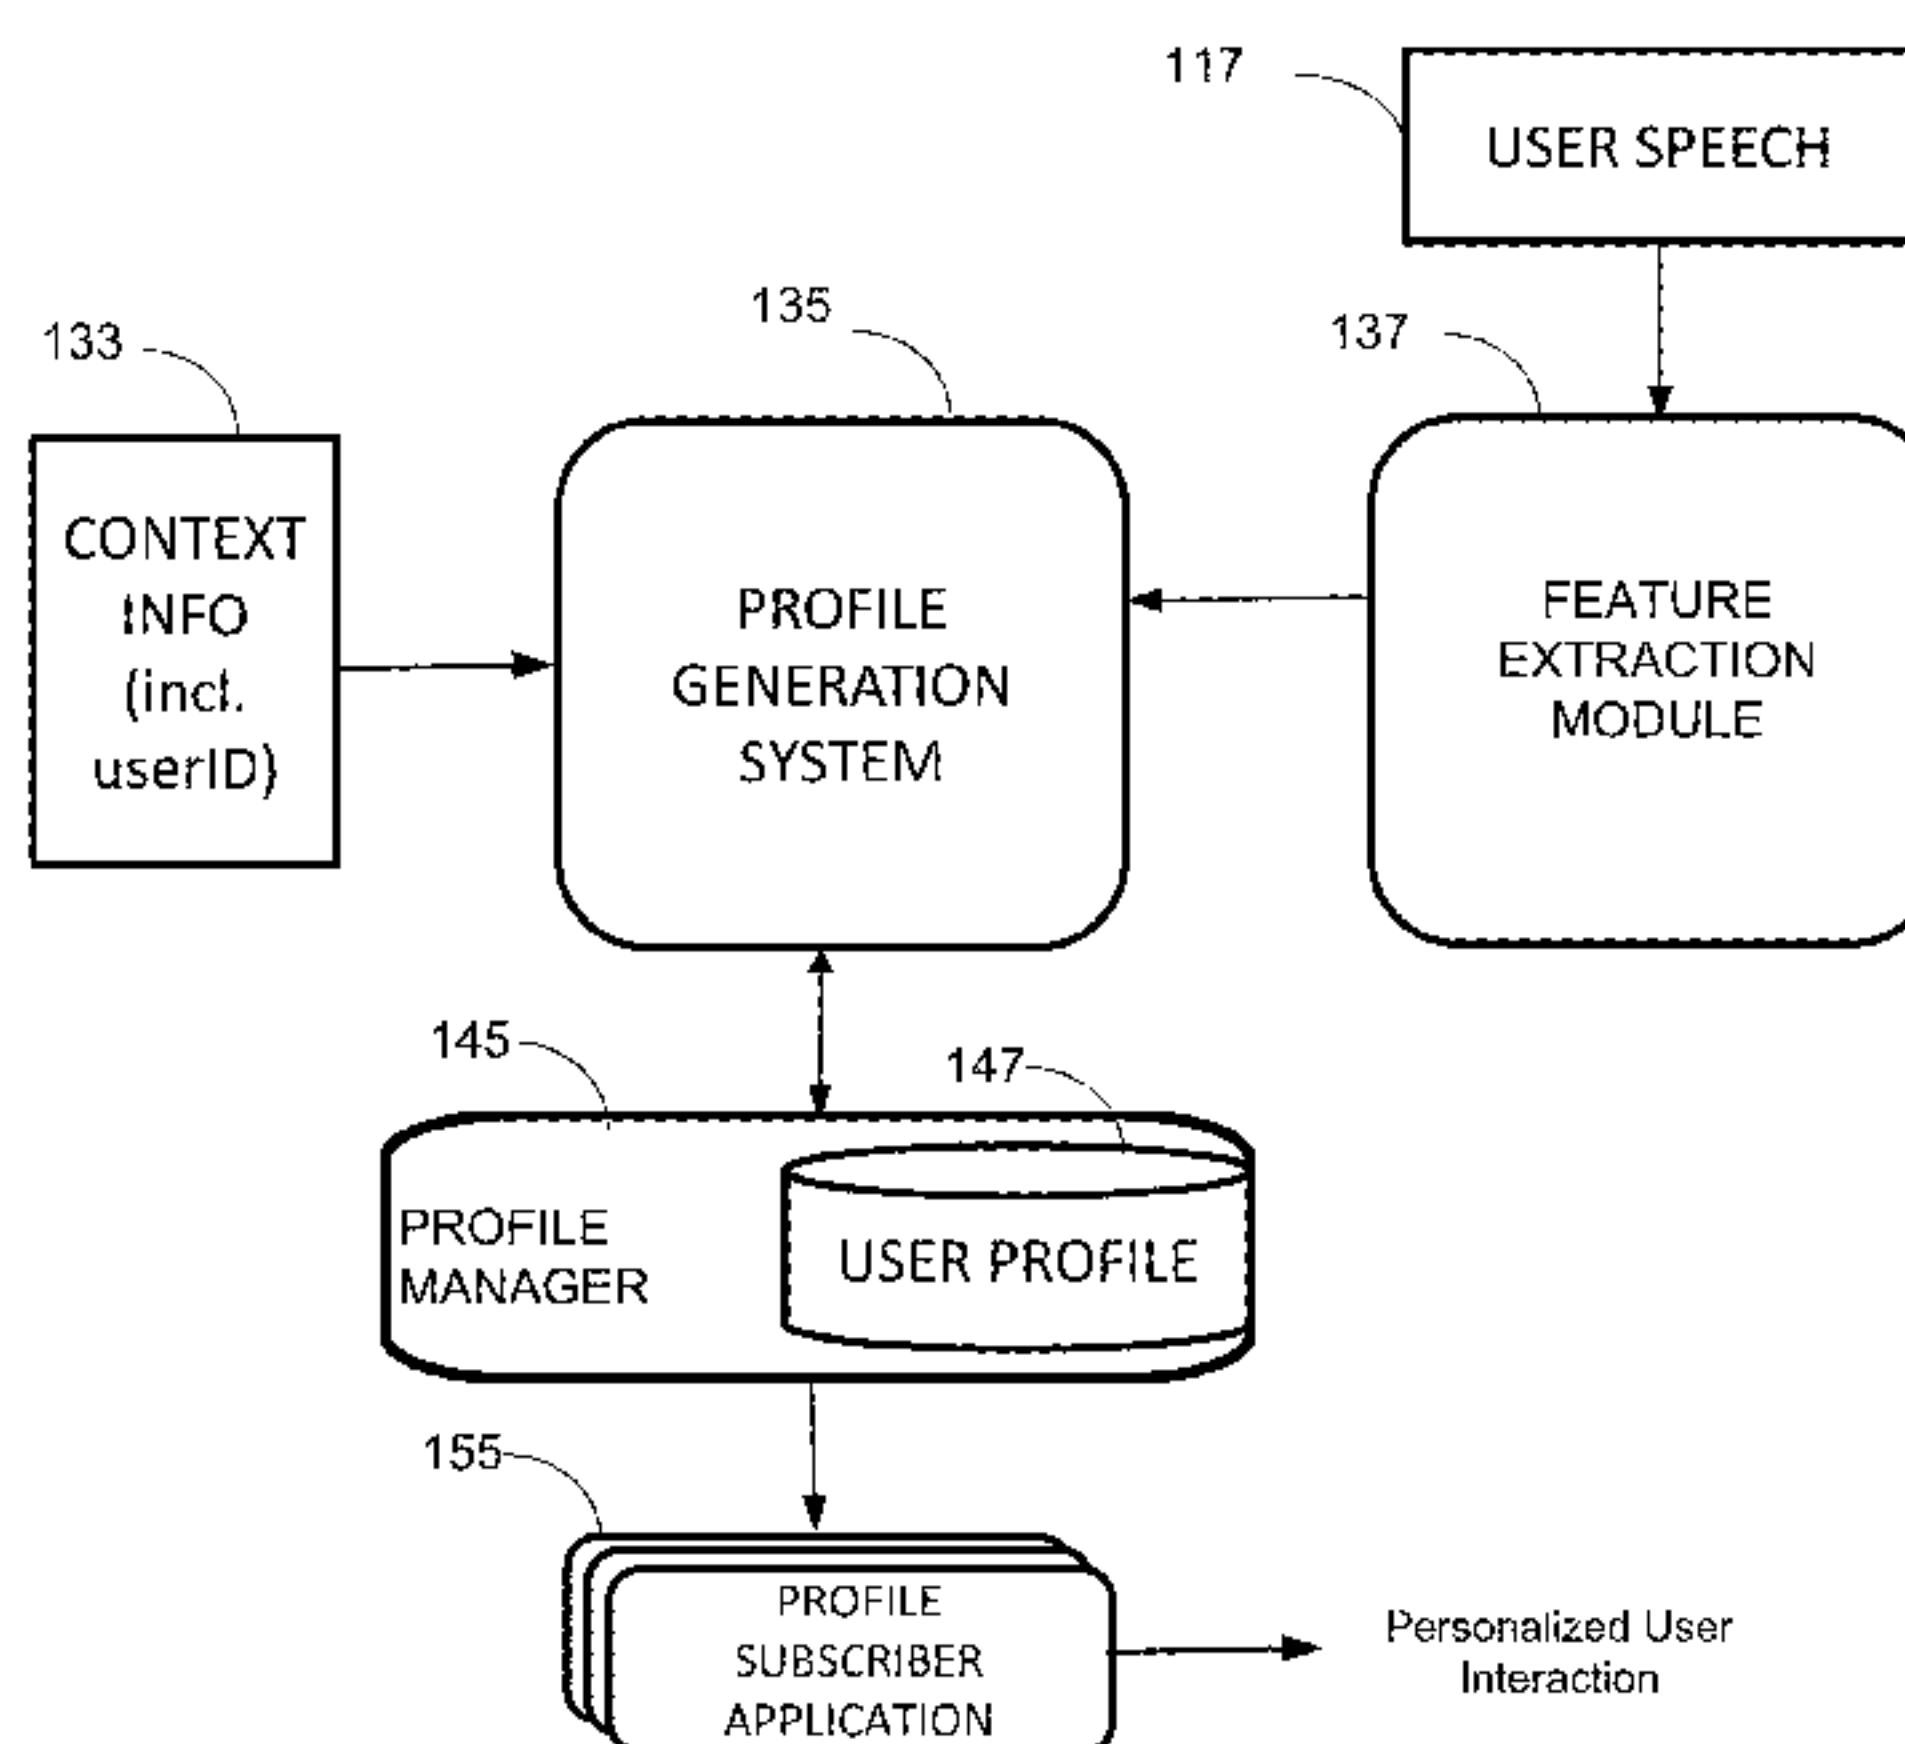 117
USER SPEECH
133
135
137
CONTEXT
INFO
(incl.
userID)
PROFILE
GENERATION
SYSTEM
FEATURE
EXTRACTION
MODULE
145
147
PROFILE
MANAGER
USER PROFILE
155
PROFILE
SUBSCRIBER
APPLICATION
Personalized User
Interaction